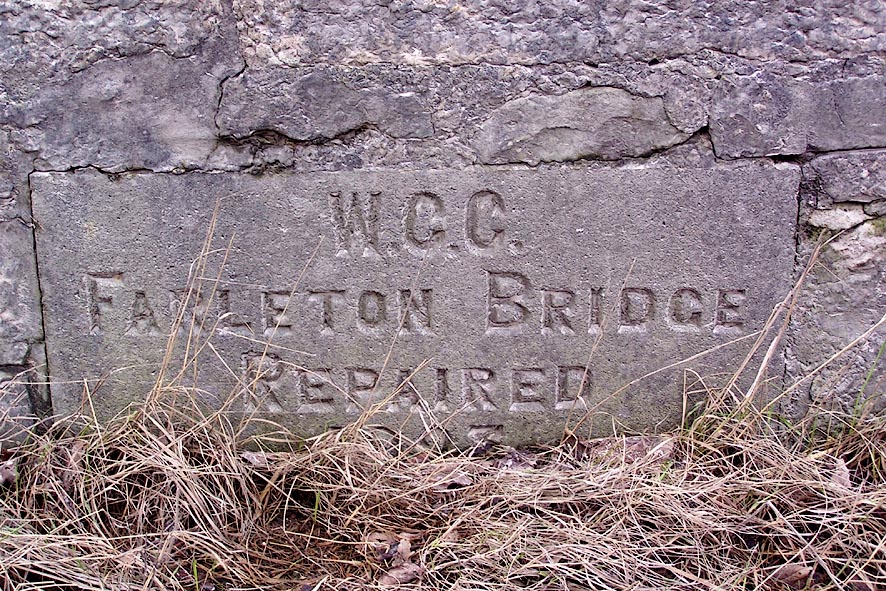 W.C.C.
FARLETON BRIDGE
REPAIRED